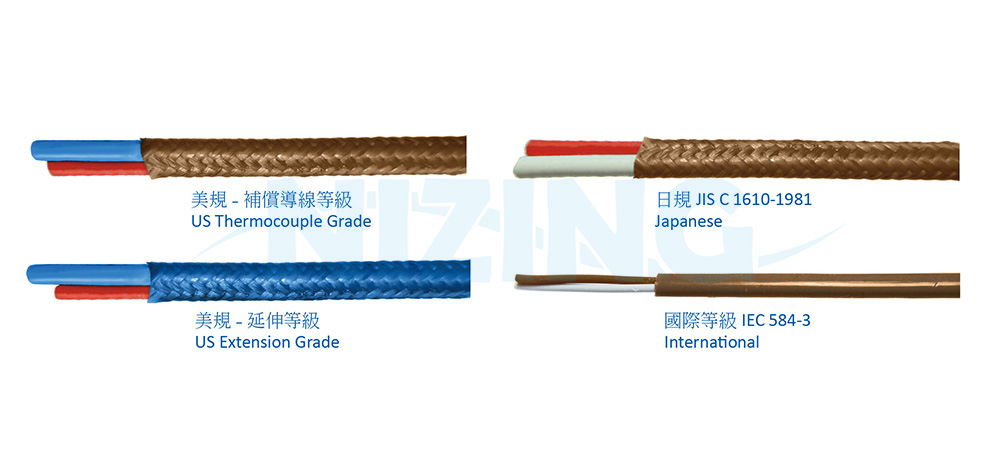 美規 - 補償導線等級
US Thermocouple Grade
日規 JIS C 1610-1981
Japanese
NIZING
美規 - 延伸等級
US Extension Grade
國際等級 IEC 584-3
International